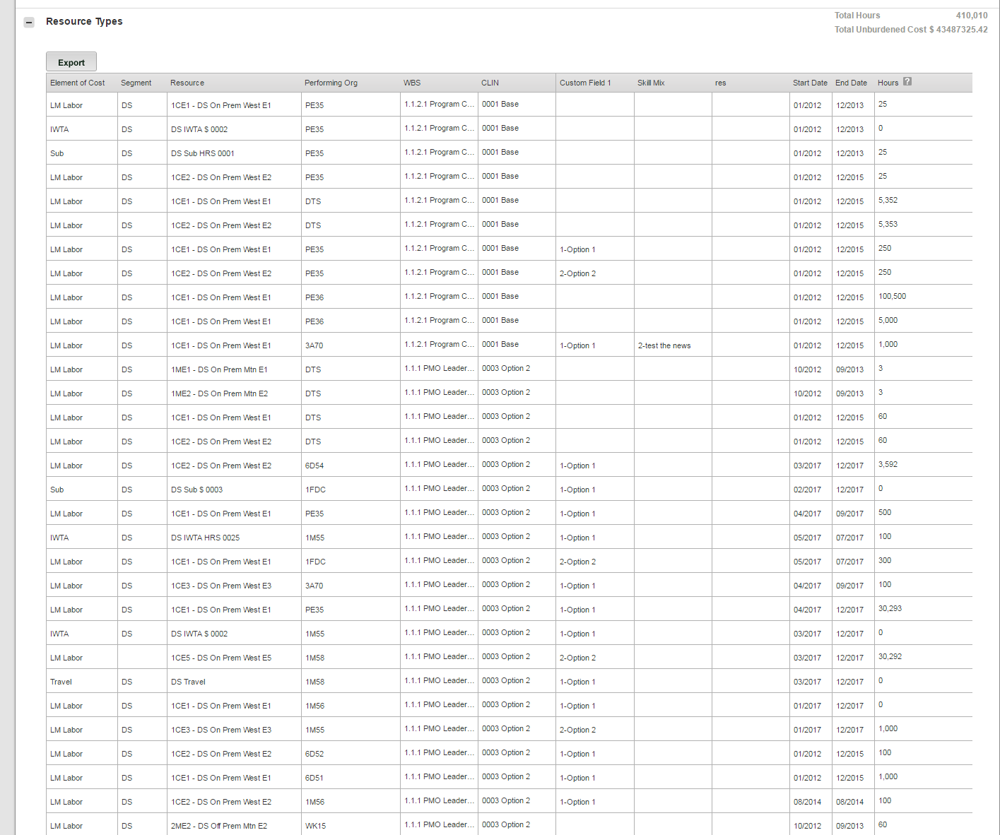 Resource Types
Total Hours 410,010
Total Unburdened Cost $ 43487325.42
Export
Element of Cost Segment Resource Performing Org WBS CLIN Custom Field 1 Skill Mix res Start Date End Date Hours ?
LM Labor DS 1CE1 - DS On Prem West E1 PE35 1.1.2.1 Program C... 0001 Base 01/2012 12/2013 25
IWTA DS DS IWTA $ 0002 PE35 1.1.2.1 Program C... 0001 Base 01/2012 12/2013 0
Sub DS DS Sub HRS 0001 PE35 1.1.2.1 Program C... 0001 Base 01/2012 12/2013 25
LM Labor DS 1CE2 - DS On Prem West E2 PE35 1.1.2.1 Program C... 0001 Base 01/2012 12/2015 25
LM Labor DS 1CE1 - DS On Prem West E1 DTS 1.1.2.1 Program C... 0001 Base 01/2012 12/2015 5,352
LM Labor DS 1CE2 - DS On Prem West E2 DTS 1.1.2.1 Program C... 0001 Base 01/2012 12/2015 5,353
LM Labor DS 1CE1 - DS On Prem West E1 PE35 1.1.2.1 Program C... 0001 Base 1-Option 1 01/2012 12/2015 250
LM Labor DS 1CE2 - DS On Prem West E2 PE35 1.1.2.1 Program C... 0001 Base 2-Option 2 01/2012 12/2015 250
LM Labor DS 1CE1 - DS On Prem West E1 PE36 1.1.2.1 Program C... 0001 Base 01/2012 12/2015 100,500
LM Labor DS 1CE1 - DS On Prem West E1 PE36 1.1.2.1 Program C... 0001 Base 01/2012 12/2015 5,000
LM Labor DS 1CE1 - DS On Prem West E1 3A70 1.1.2.1 Program C... 0001 Base 1-Option 1 2-test the news 01/2012 12/2015 1,000
LM Labor DS 1ME1 - DS On Prem Mtn E1 DTS 1.1.1 PMO Leader... 0003 Option 2 10/2012 09/2013 3
LM Labor DS 1ME2 - DS On Prem Mtn E2 DTS 1.1.1 PMO Leader... 0003 Option 2 10/2012 09/2013 3
LM Labor DS 1CE1 - DS On Prem West E1 DTS 1.1.1 PMO Leader... 0003 Option 2 01/2012 12/2015 60
LM Labor DS 1CE2 - DS On Prem West E2 DTS 1.1.1 PMO Leader... 0003 Option 2 01/2012 12/2015 60
LM Labor DS 1CE2 - DS On Prem West E2 6D54 1.1.1 PMO Leader... 0003 Option 2 1-Option 1 03/2017 12/2017 3,592
Sub DS DS Sub $ 0003 1FDC 1.1.1 PMO Leader... 0003 Option 2 1-Option 1 02/2017 12/2017 0
LM Labor DS 1CE1 - DS On Prem West E1 PE35 1.1.1 PMO Leader... 0003 Option 2 1-Option 1 04/2017 09/2017 500
IWTA DS DS IWTA HRS 0025 1M55 1.1.1 PMO Leader... 0003 Option 2 1-Option 1 05/2017 07/2017 100
LM Labor DS 1CE1 - DS On Prem West E1 1FDC 1.1.1 PMO Leader... 0003 Option 2 2-Option 2 05/2017 07/2017 300
LM Labor DS 1CE3 - DS On Prem West E3 3A70 1.1.1 PMO Leader... 0003 Option 2 1-Option 1 04/2017 09/2017 100
LM Labor DS 1CE1 - DS On Prem West E1 PE35 1.1.1 PMO Leader... 0003 Option 2 1-Option 1 04/2017 12/2017 30,293
IWTA DS DS IWTA $ 0002 1M55 1.1.1 PMO Leader... 0003 Option 2 1-Option 1 03/2017 12/2017 0
LM Labor 1CE5 - DS On Prem West E5 1M58 1.1.1 PMO Leader... 0003 Option 2 2-Option 2 03/2017 12/2017 30,292
Travel DS DS Travel 1M58 1.1.1 PMO Leader... 0003 Option 2 1-Option 1 03/2017 12/2017 0
LM Labor DS 1CE1 - DS On Prem West E1 1M56 1.1.1 PMO Leader... 0003 Option 2 1-Option 1 01/2017 12/2017 0
LM Labor DS 1CE3 - DS On Prem West E3 1M55 1.1.1 PMO Leader... 0003 Option 2 2-Option 2 01/2017 12/2017 1,000
LM Labor DS 1CE2 - DS On Prem West E2 6D52 1.1.1 PMO Leader... 0003 Option 2 1-Option 1 01/2012 12/2015 100
LM Labor DS 1CE1 - DS On Prem West E1 6D51 1.1.1 PMO Leader... 0003 Option 2 1-Option 1 01/2012 12/2015 1,000
LM Labor DS 1CE2 - DS On Prem West E2 1M56 1.1.1 PMO Leader... 0003 Option 2 1-Option 1 08/2014 08/2014 100
LM Labor DS 2ME2 - DS Off Prem Mtn E2 WK15 1.1.1 PMO Leader... 0003 Option 2 10/2012 09/2013 60